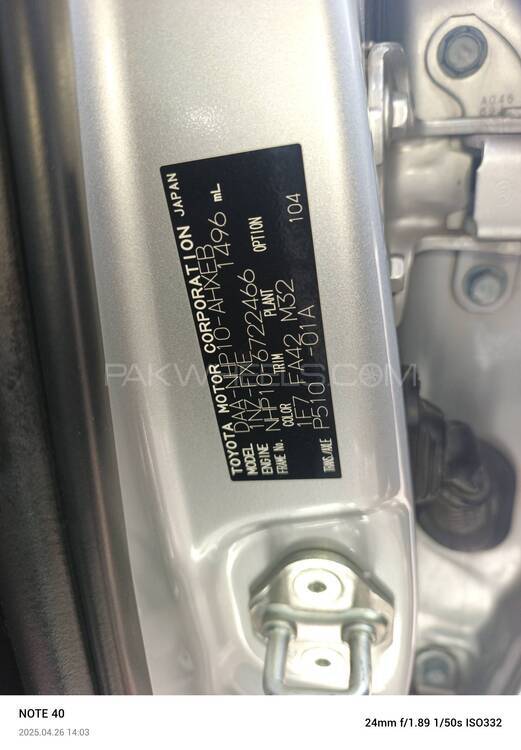 TOYOTA MOTOR CORPORATION JAPAN
MODEL DAA-NHP10-AHXEB
ENGINE 1NZ-FXE 1496 mL
FRAME No. NHP10-6722466
COLOR TRIM PLANT OPTION
1F7 FA42 M32 104
TRANS/AXLE P510 -01A
PAKWHEELS.COM
A046
NOTE 40
2025.04.26 14:03
24mm f/1.89 1/50s ISO332